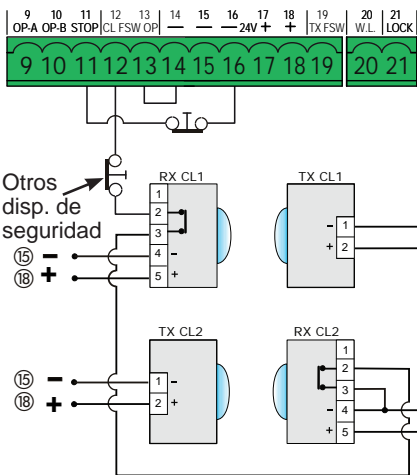 9 10 11 12 13 14 15 16 17 18 19 20 21
OP-A OP-B STOP CL FSW OP — — — 24V + + TX FSW W.L. LOCK
9 10 11 12 13 14 15 16 17 18 19 20 21
Otros
disp. de
seguridad
RX CL1
1
2
3
4 -
5 +
⑮ -
⑱ +
TX CL1
- 1
+ 2
TX CL2
1 -
2 +
⑮ -
⑱ +
RX CL2
1
2
3
- 4
+ 5